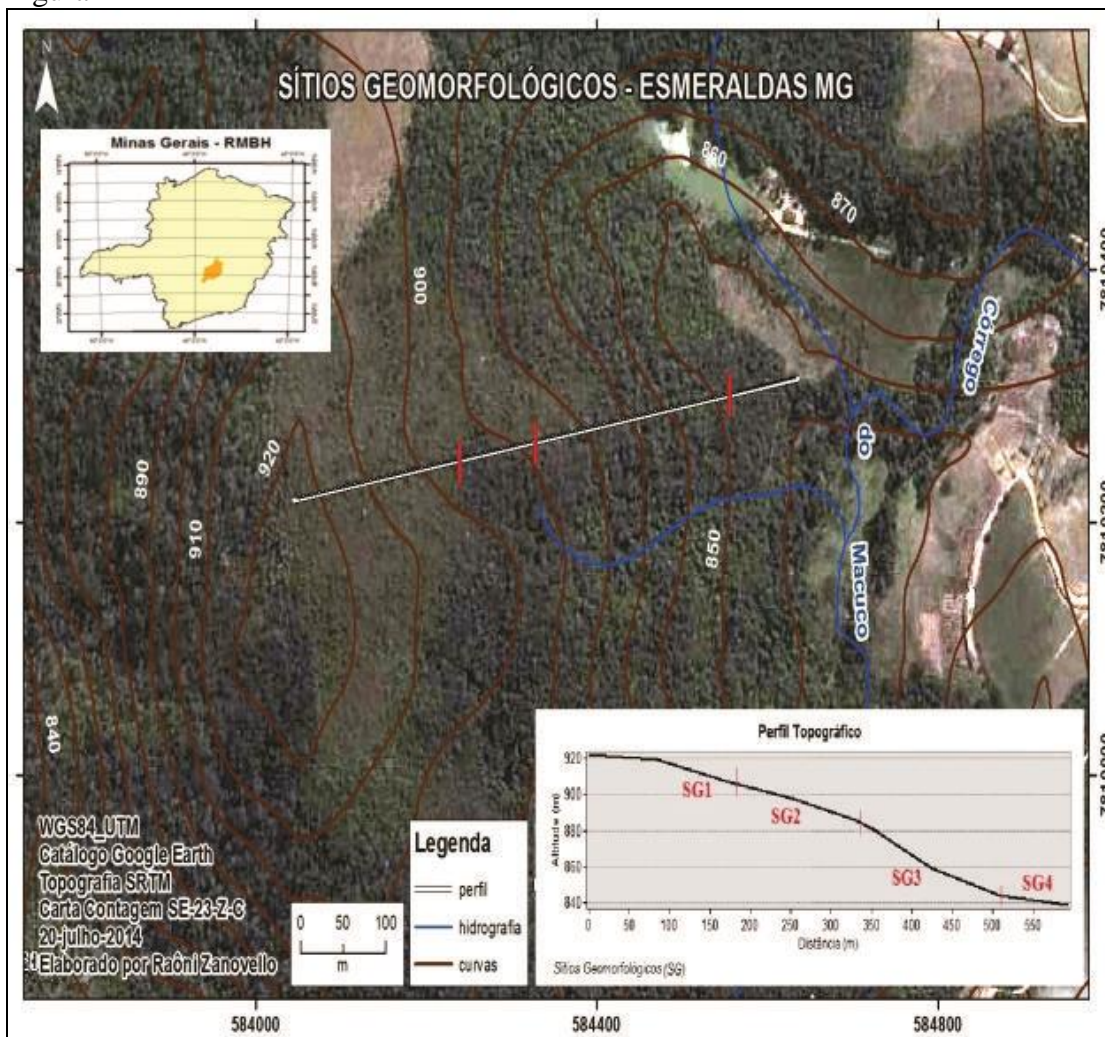 N
SÍTIOS GEOMORFOLÓGICOS - ESMERALDAS MG
Minas Gerais - RMBH
860
870
900
920
890
910
850
840
Córrego
do
Macuco
7810400
7810200
7810000
WGS84_UTM
Catálogo Google Earth
Topografia SRTM
Carta Contagem SE-23-Z-C
20-julho-2014
Elaborado por Raôni Zanovello
0 50 100
m
Legenda
perfil
hidrografia
curvas
Perfil Topográfico
Altitude (m)
920
900
880
860
840
SG1
SG2
SG3
SG4
0 50 100 150 200 250 300 350 400 450 500 550
Distância (m)
Sítios Geomorfológicos (SG)
584000 584400 584800